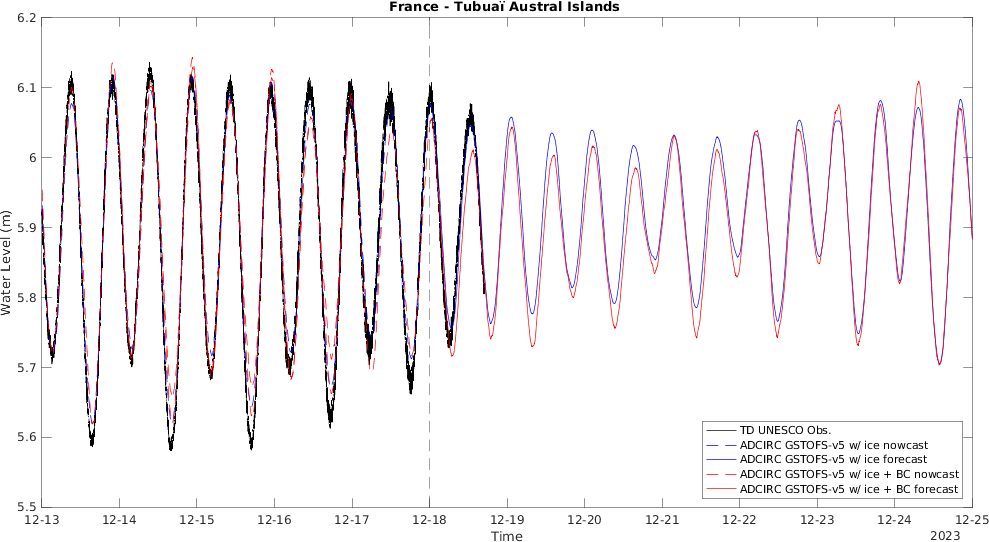 France - Tubuaï Austral Islands
6.2
6.1
6
5.9
5.8
5.7
5.6
5.5
Water Level (m)
TD UNESCO Obs.
ADCIRC GSTOFS-v5 w/ ice nowcast
ADCIRC GSTOFS-v5 w/ ice forecast
ADCIRC GSTOFS-v5 w/ ice + BC nowcast
ADCIRC GSTOFS-v5 w/ ice + BC forecast
12-13 12-14 12-15 12-16 12-17 12-18 12-19 12-20 12-21 12-22 12-23 12-24 12-25
Time
2023